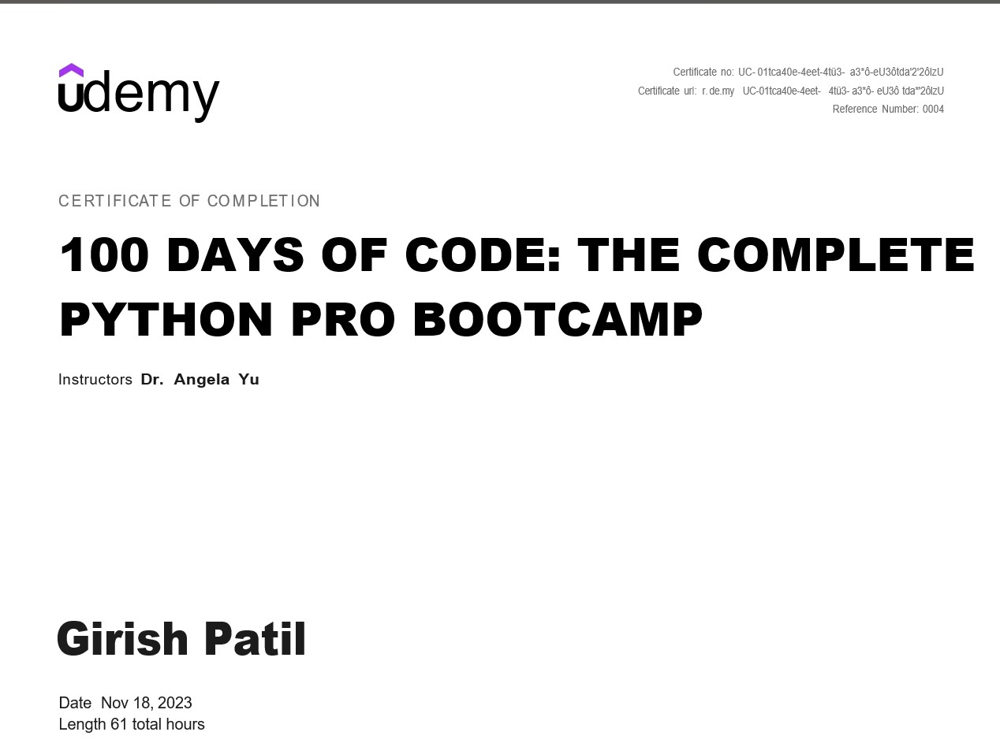 udemy
Certificate no: UC- 01tca40e-4eet-4tü3- a3*ô-eU3ôtda'2'2ôlzU
Certificate url: r. de.my UC-01tca40e-4eet- 4tü3- a3*ô- eU3ô tda*'2ôlzU
Reference Number: 0004
CERTIFICATE OF COMPLETION
100 DAYS OF CODE: THE COMPLETE
PYTHON PRO BOOTCAMP
Instructors Dr. Angela Yu
Girish Patil
Date Nov 18, 2023
Length 61 total hours